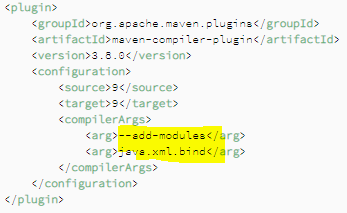 <plugin>
<groupId>org.apache.maven.plugins</groupId>
<artifactId>maven-compiler-plugin</artifactId>
<version>3.8.0</version>
<configuration>
<source>9</source>
<target>9</target>
<compilerArgs>
<arg>--add-modules</arg>
<arg>java.xml.bind</arg>
</compilerArgs>
</configuration>
</plugin>